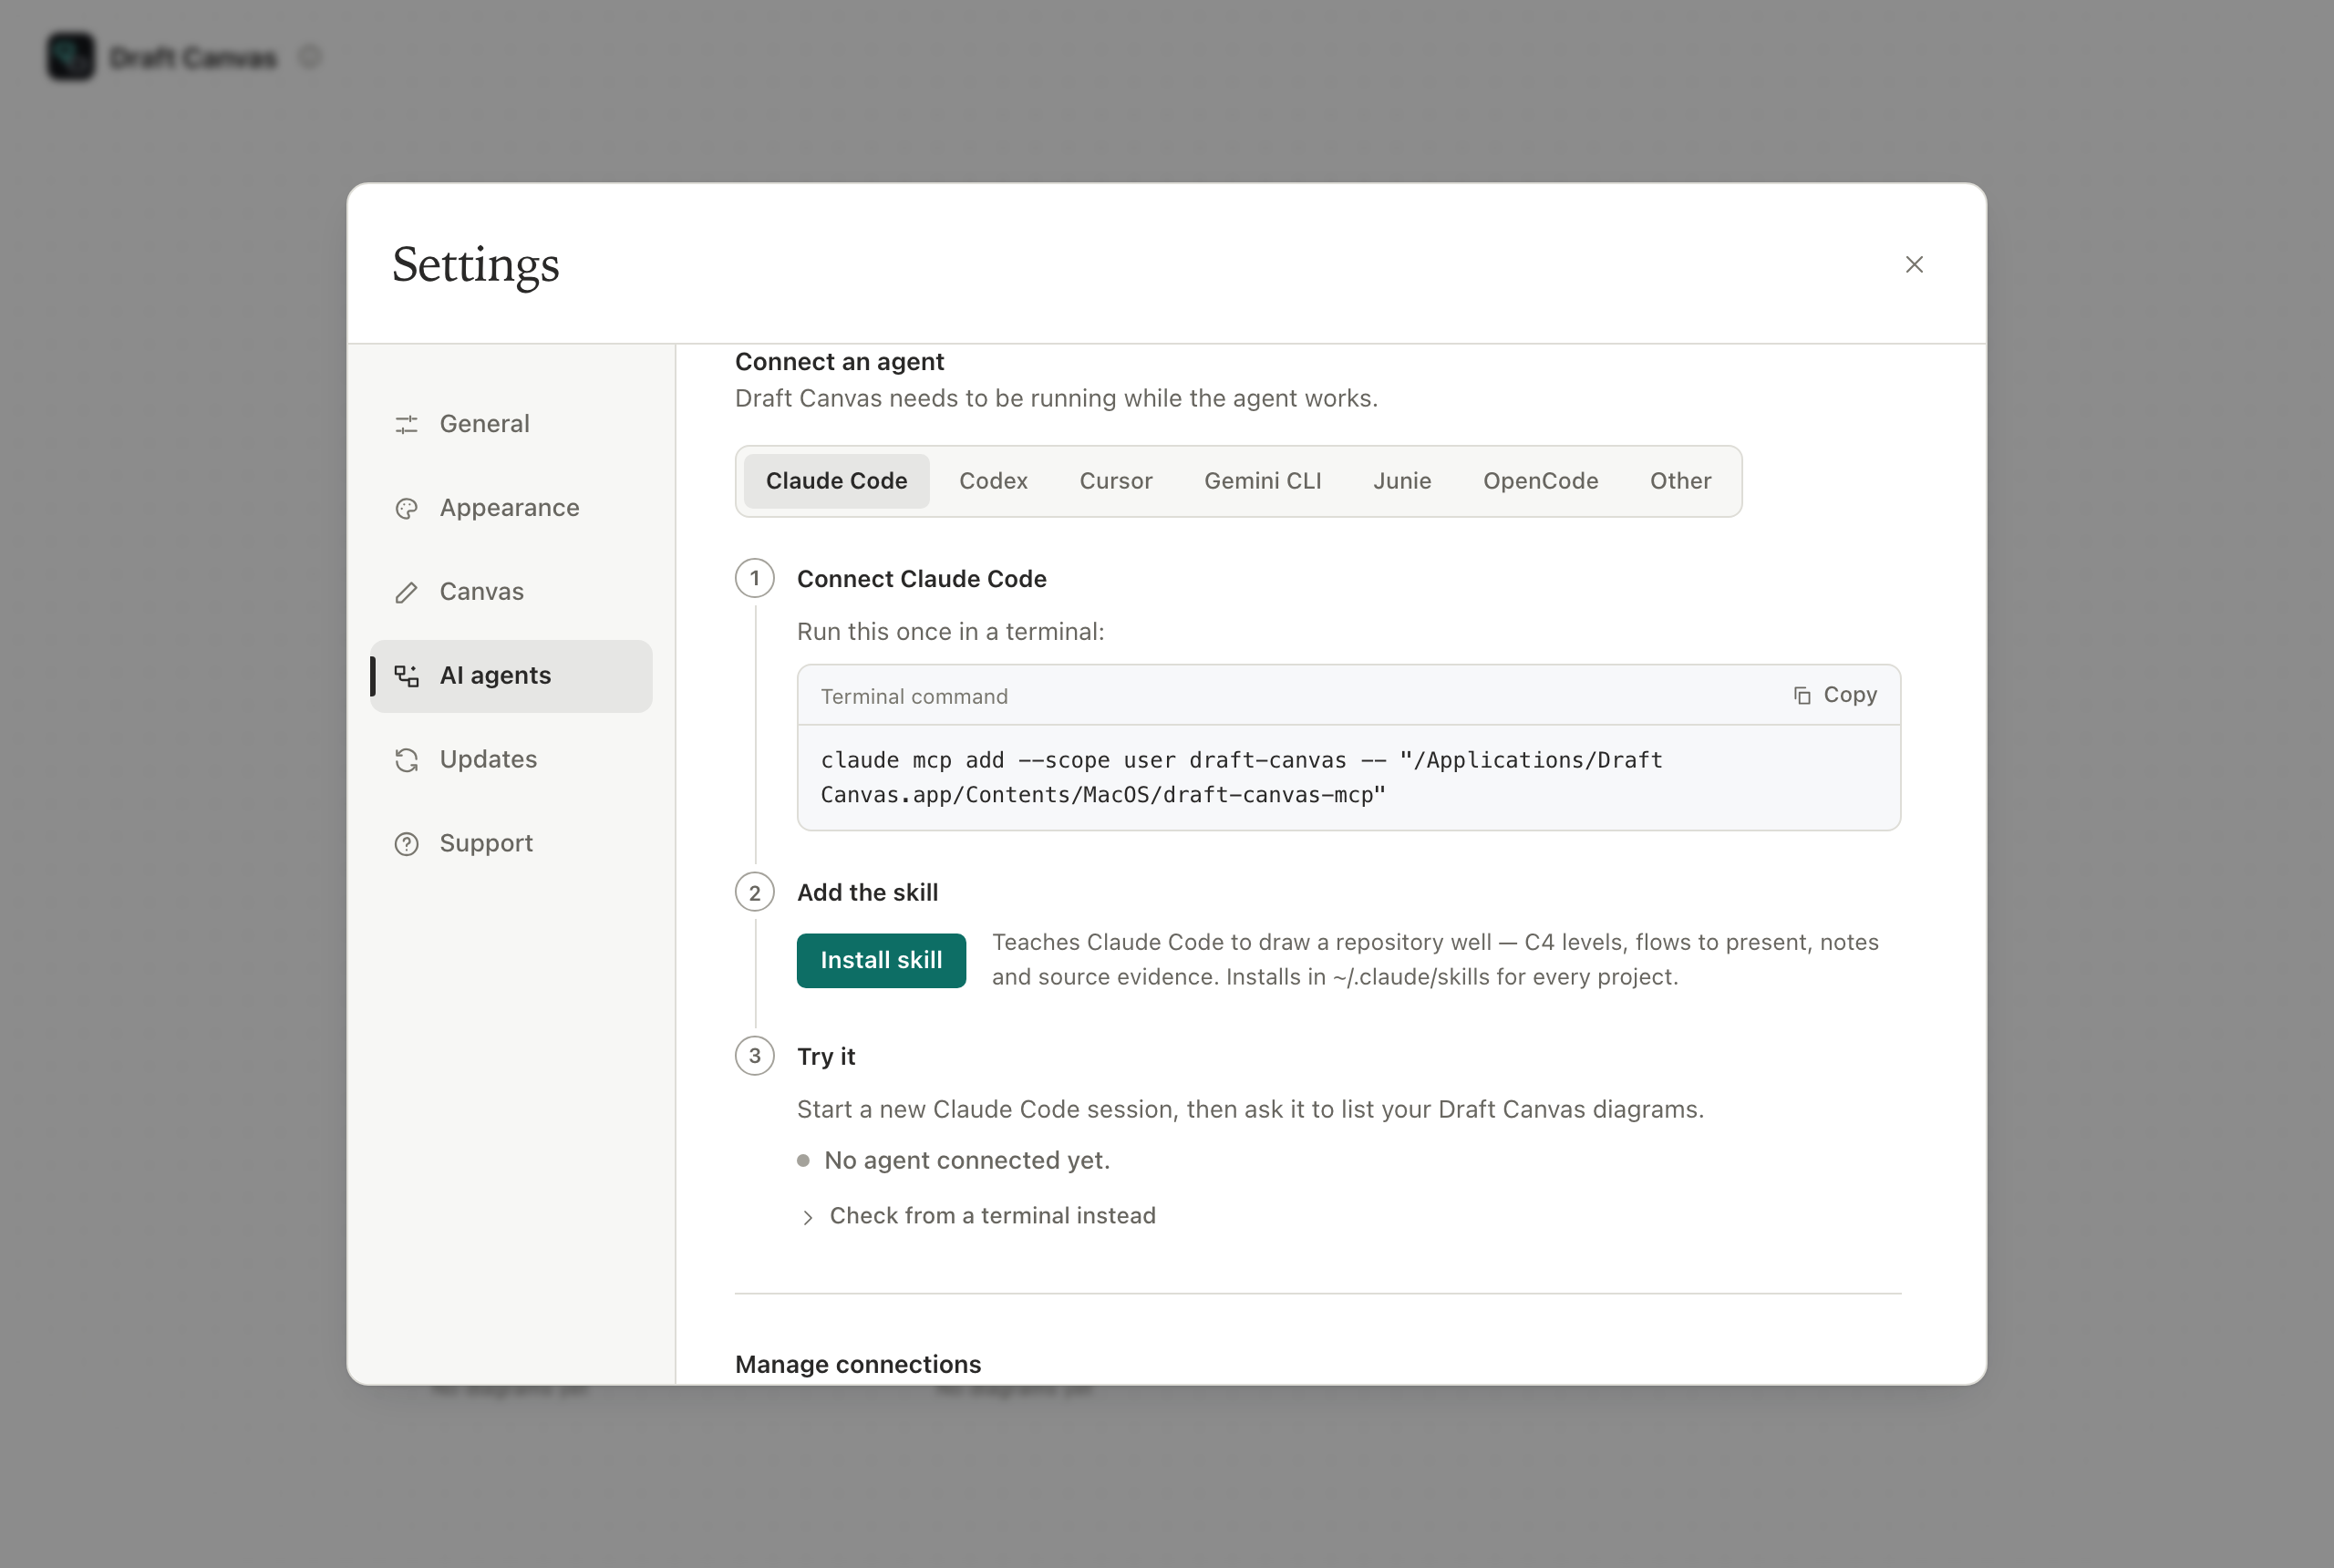 Draft Canvas
Settings
General
Appearance
Canvas
AI agents
Updates
Support
Connect an agent
Draft Canvas needs to be running while the agent works.
Claude Code
Codex
Cursor
Gemini CLI
Junie
OpenCode
Other
1
Connect Claude Code
Run this once in a terminal:
Terminal command
Copy
claude mcp add --scope user draft-canvas -- "/Applications/Draft
Canvas.app/Contents/MacOS/draft-canvas-mcp"
2
Add the skill
Install skill
Teaches Claude Code to draw a repository well — C4 levels, flows to present, notes
and source evidence. Installs in ~/.claude/skills for every project.
3
Try it
Start a new Claude Code session, then ask it to list your Draft Canvas diagrams.
No agent connected yet.
Check from a terminal instead
Manage connections